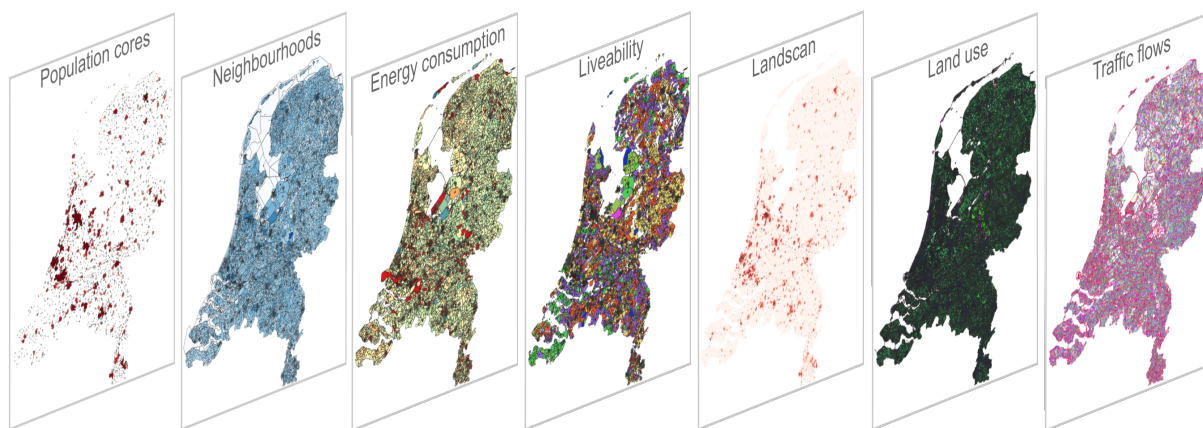 Population cores
Neighbourhoods
Energy consumption
Liveability
Landscan
Land use
Traffic flows